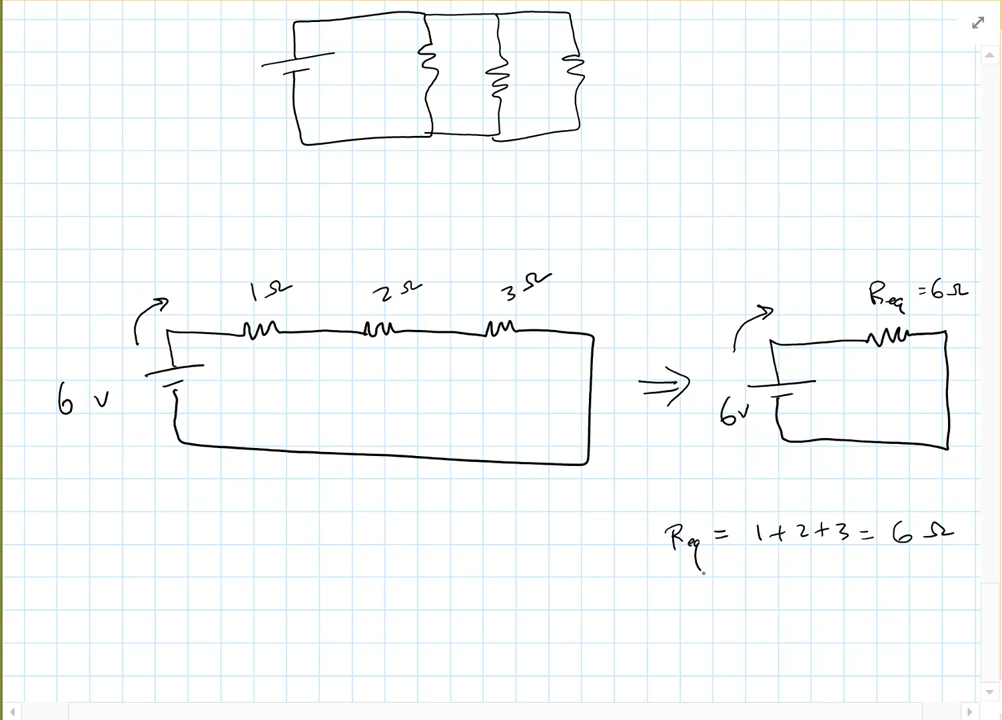 1Ω 2Ω 3Ω
6 v
Req = 6Ω
6v
Req = 1+2+3 = 6 Ω